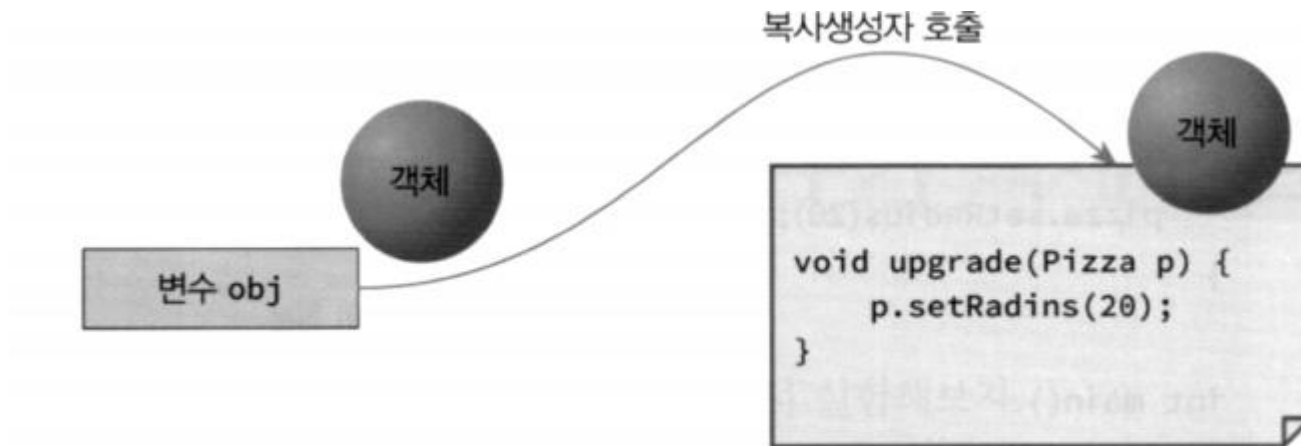 복사생성자 호출
객체
객체
변수 obj
void upgrade(Pizza p) {
p.setRadins(20);
}